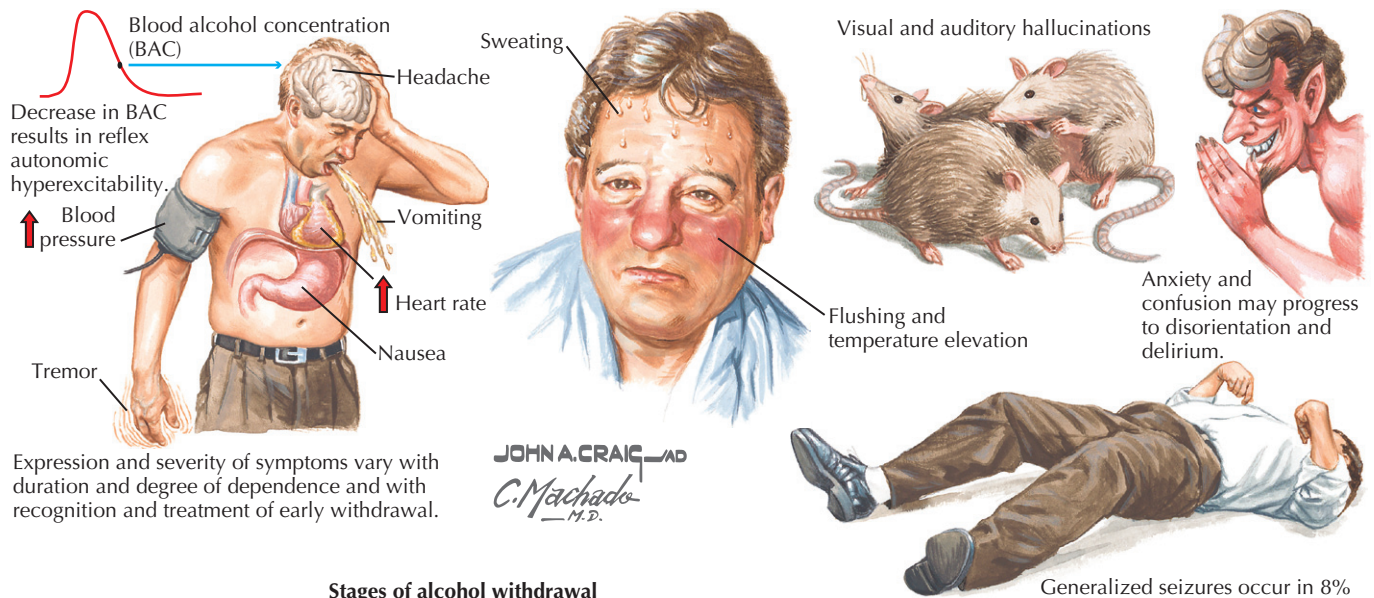 Blood alcohol concentration
(BAC)
Headache
Decrease in BAC
results in reflex
autonomic
hyperexcitability.
Blood
pressure
Vomiting
Heart rate
Nausea
Tremor
Expression and severity of symptoms vary with
duration and degree of dependence and with
recognition and treatment of early withdrawal.
Sweating
Flushing and
temperature elevation
JOHN A. CRAIG_AD
C. Machado
M.D.
Visual and auditory hallucinations
Anxiety and
confusion may progress
to disorientation and
delirium.
Generalized seizures occur in 8%
Stages of alcohol withdrawal